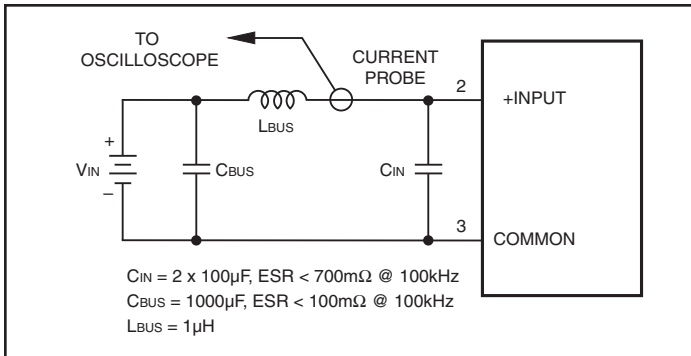 TO
OSCILLOSCOPE
CURRENT
PROBE
2
+INPUT
LBUS
+
VIN
–
CBUS
CIN
3
COMMON
CIN = 2 x 100µF, ESR < 700mΩ @ 100kHz
CBUS = 1000µF, ESR < 100mΩ @ 100kHz
LBUS = 1µH